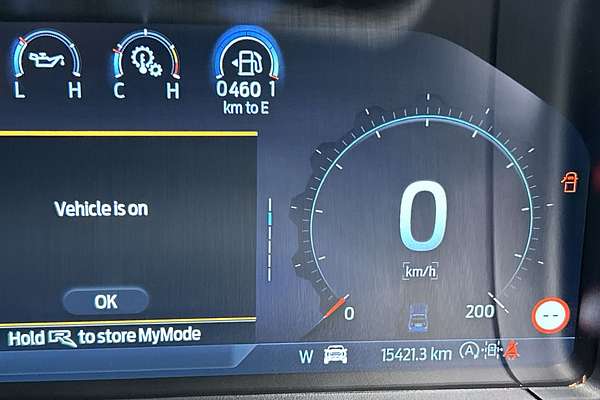 L H C H 0460 1
km to E
Vehicle is on
OK
Hold R to store MyMode
0
km/h
0 200
--
W 15421.3 km A